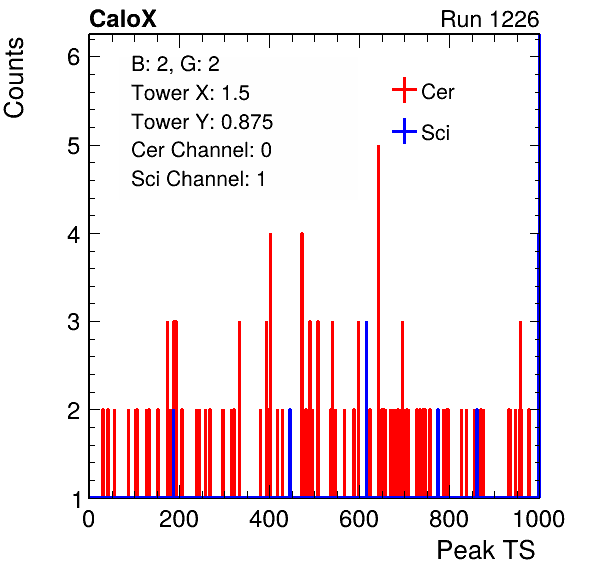 CaloX Run 1226
Counts
B: 2, G: 2
Tower X: 1.5
Tower Y: 0.875
Cer Channel: 0
Sci Channel: 1
Cer
Sci
6
5
4
3
2
1
0 200 400 600 800 1000
Peak TS